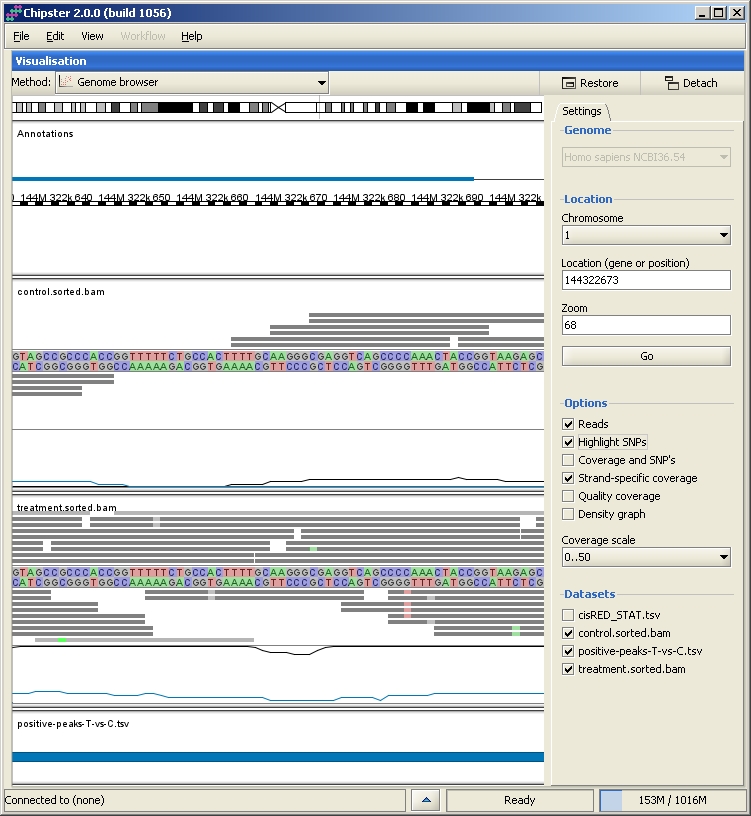 Chipster 2.0.0 (build 1056)
File Edit View Workflow Help
Visualisation
Method: Genome browser Restore Detach
Settings
Annotations
Genome
Homo sapiens NCBI36.54
144M 322k 640 144M 322k 650 144M 322k 660 144M 322k 670 144M 322k 680 144M 322k 690 144M 322k
Location
Chromosome
1
Location (gene or position)
144322673
control.sorted.bam
Zoom
68
Go
GTAGCCGCCCACCGGTTTTTCTGCCACTTTTGCAAGGGCGAGGTCAGCCCCAAACTACCGGTAAGAGC
CATCGGCGGGTGGCCAAAAAGACGGTGAAAACGTTCCCGCTCCAGTCGGGGTTTGATGGCCATTCTCG
Options
Reads
Highlight SNPs
Coverage and SNP's
Strand-specific coverage
Quality coverage
Density graph
treatment.sorted.bam
Coverage scale
0..50
GTAGCCGCCCACCGGTTTTTCTGCCACTTTTGCAAGGGCGAGGTCAGCCCCAAACTACCGGTAAGAGC
CATCGGCGGGTGGCCAAAAAGACGGTGAAAACGTTCCCGCTCCAGTCGGGGTTTGATGGCCATTCTCG
Datasets
cisRED_STAT.tsv
control.sorted.bam
positive-peaks-T-vs-C.tsv
treatment.sorted.bam
positive-peaks-T-vs-C.tsv
Connected to (none) Ready 153M / 1016M